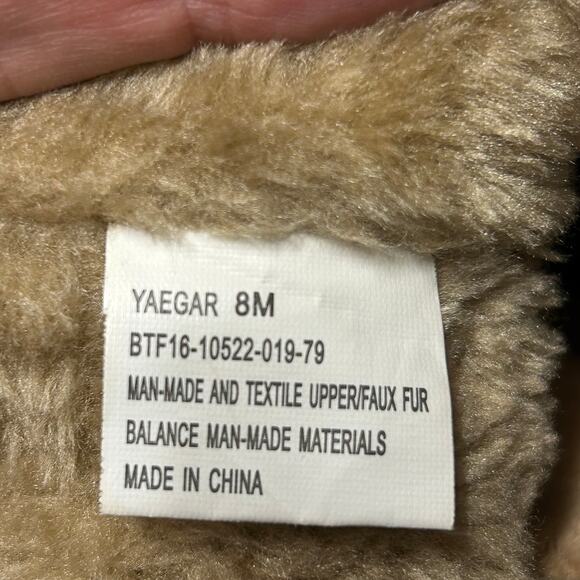 YAEGAR 8M
BTF16-10522-019-79
MAN-MADE AND TEXTILE UPPER/FAUX FUR
BALANCE MAN-MADE MATERIALS
MADE IN CHINA